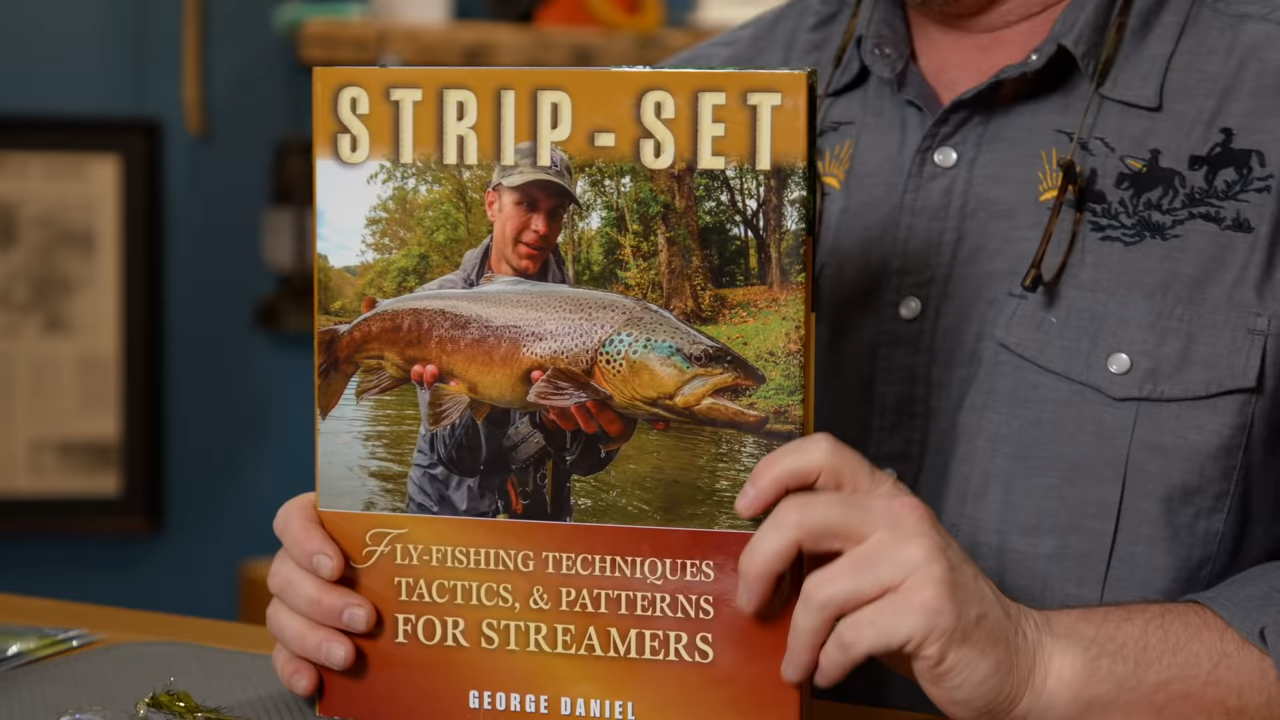 STRIP-SET
FLY-FISHING TECHNIQUES
TACTICS, & PATTERNS
FOR STREAMERS
GEORGE DANIEL